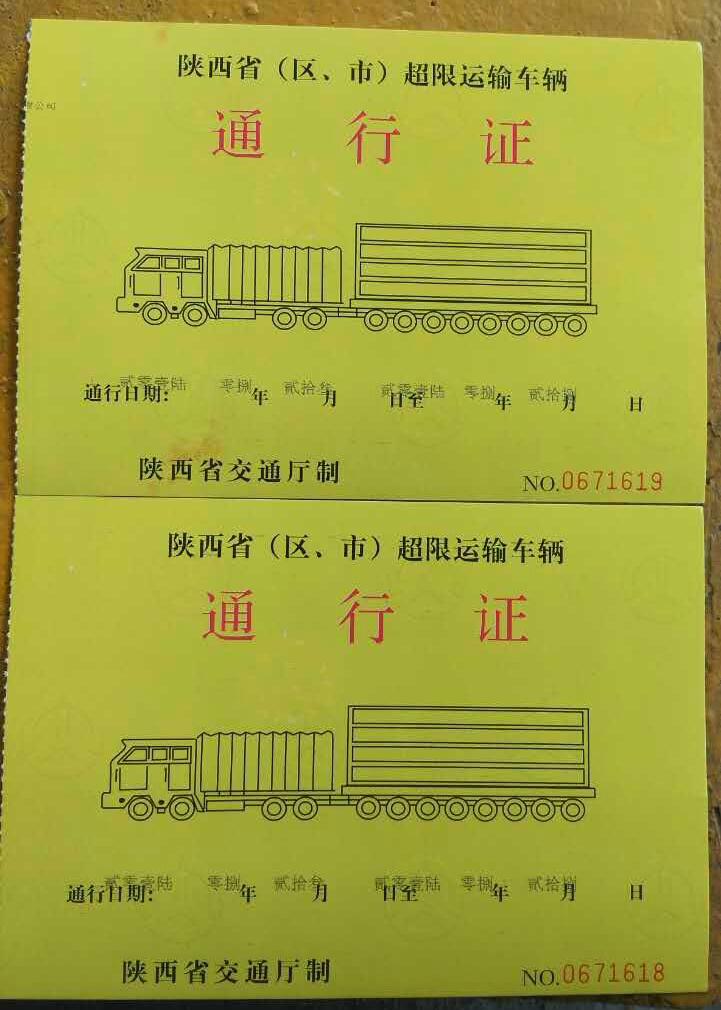 陕西省（区、市）超限运输车辆
公司
通 行 证
通行日期: 贰零壹陆 年 零捌 月 贰拾叁 日至 贰零壹陆 年 零捌 月 贰拾捌 日
陕西省交通厅制 NO.0671619
陕西省（区、市）超限运输车辆
通 行 证
通行日期: 贰零壹陆 年 零捌 月 贰拾叁 日至 贰零壹陆 年 零捌 月 贰拾捌 日
陕西省交通厅制 NO.0671618